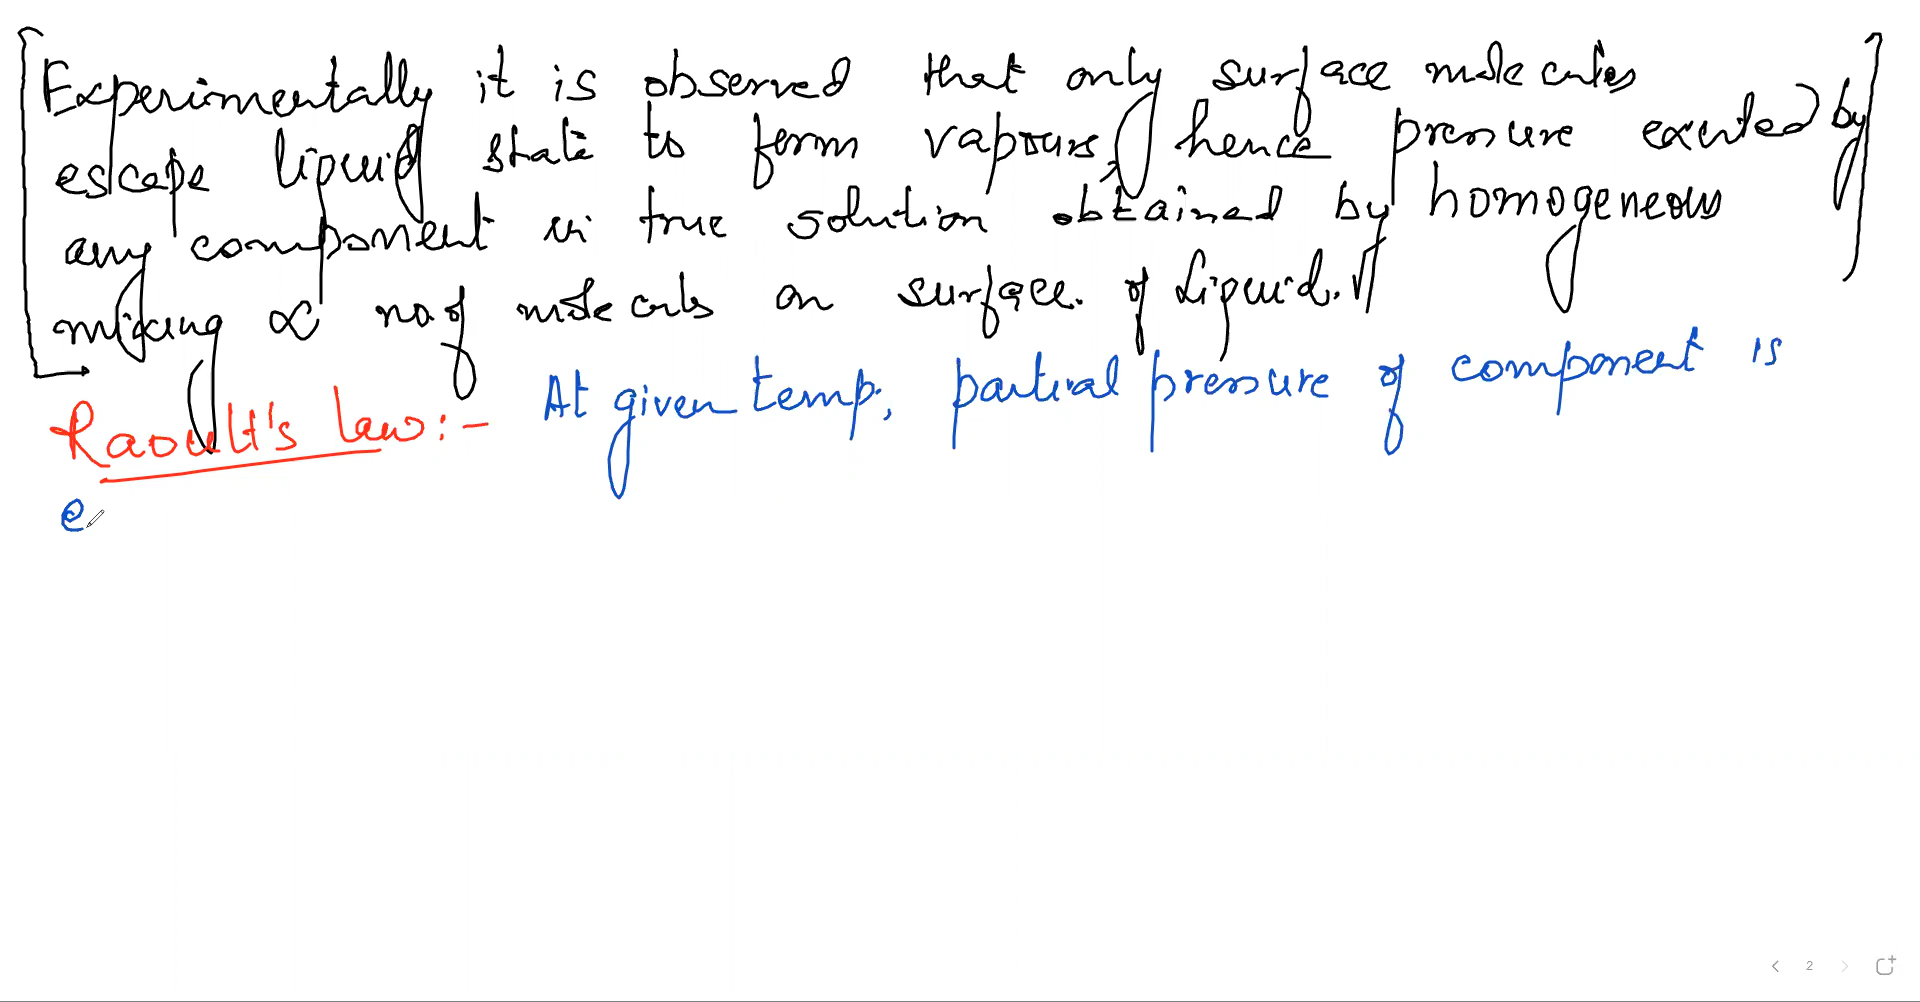 Experimentally it is observed that only surface molecules
escape liquid state to form vapours, hence pressure exerted by
any component in true solution obtained by homogeneous
mixing ∝ no. of molecules on surface of liquid.
Raoult's law:- At given temp, partial pressure of component is
e
2